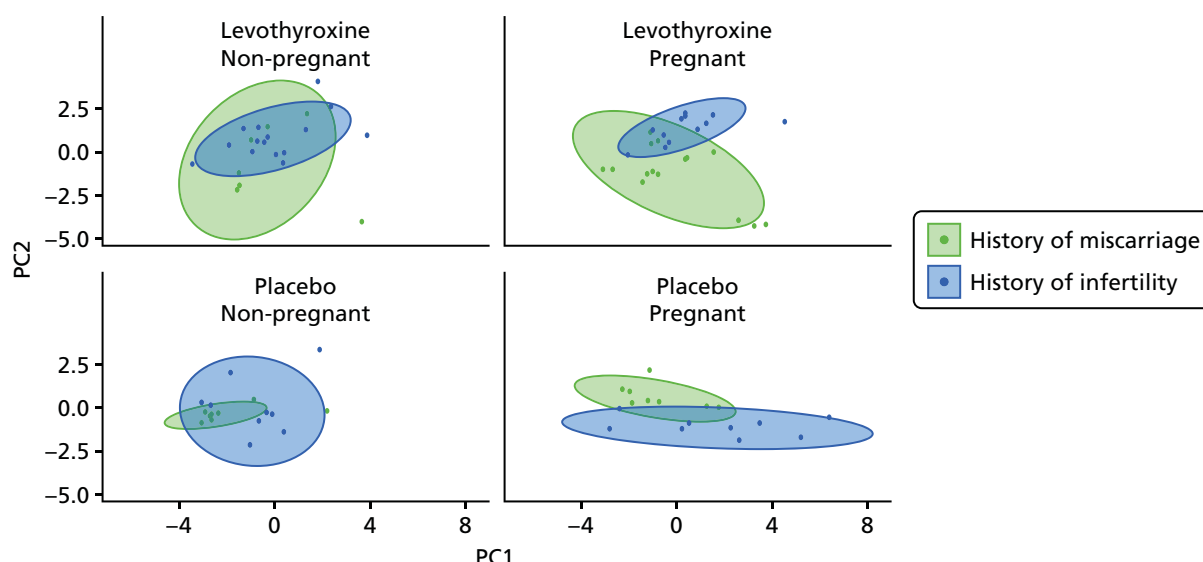 Levothyroxine
Non-pregnant
Levothyroxine
Pregnant
2.5
0.0
−2.5
−5.0
PC2
History of miscarriage
History of infertility
Placebo
Non-pregnant
Placebo
Pregnant
2.5
0.0
−2.5
−5.0
−4
0
4
8
−4
0
4
8
PC1